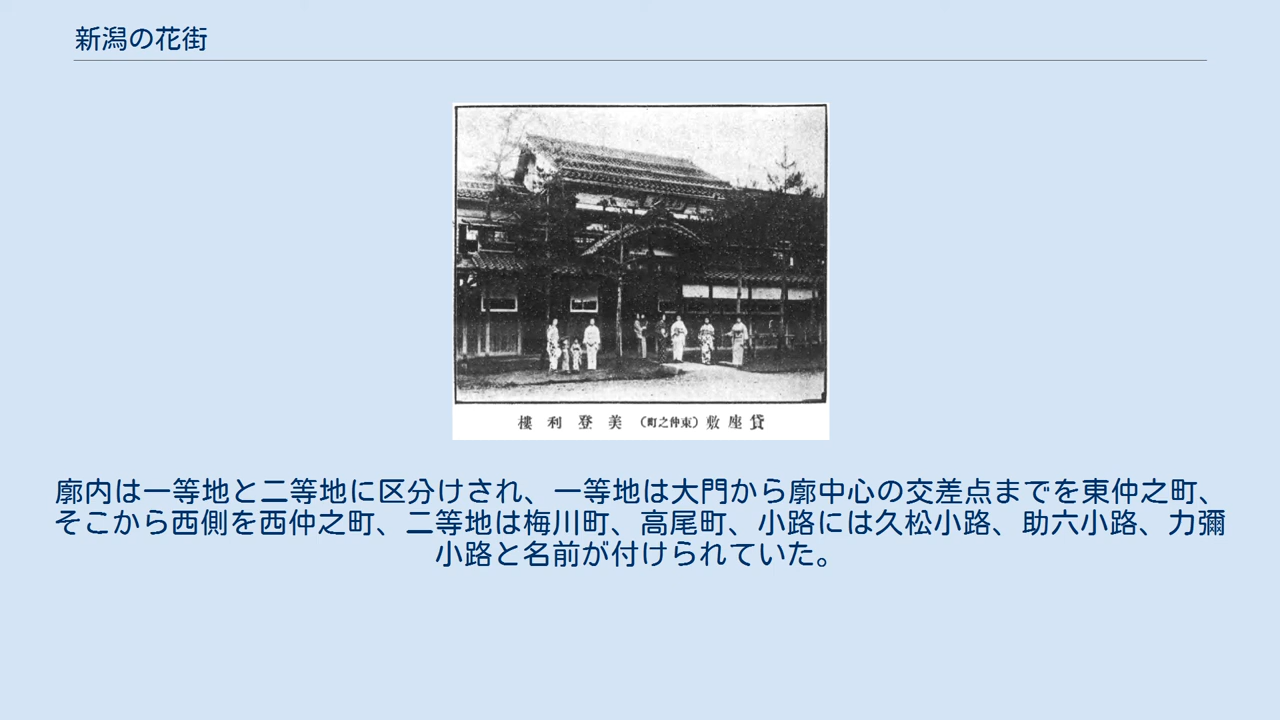 新潟の花街
樓利登美（町之仲東）敷座貸
廓内は一等地と二等地に区分けされ、一等地は大門から廓中心の交差点までを東仲之町、
そこから西側を西仲之町、二等地は梅川町、高尾町、小路には久松小路、助六小路、力彌
小路と名前が付けられていた。